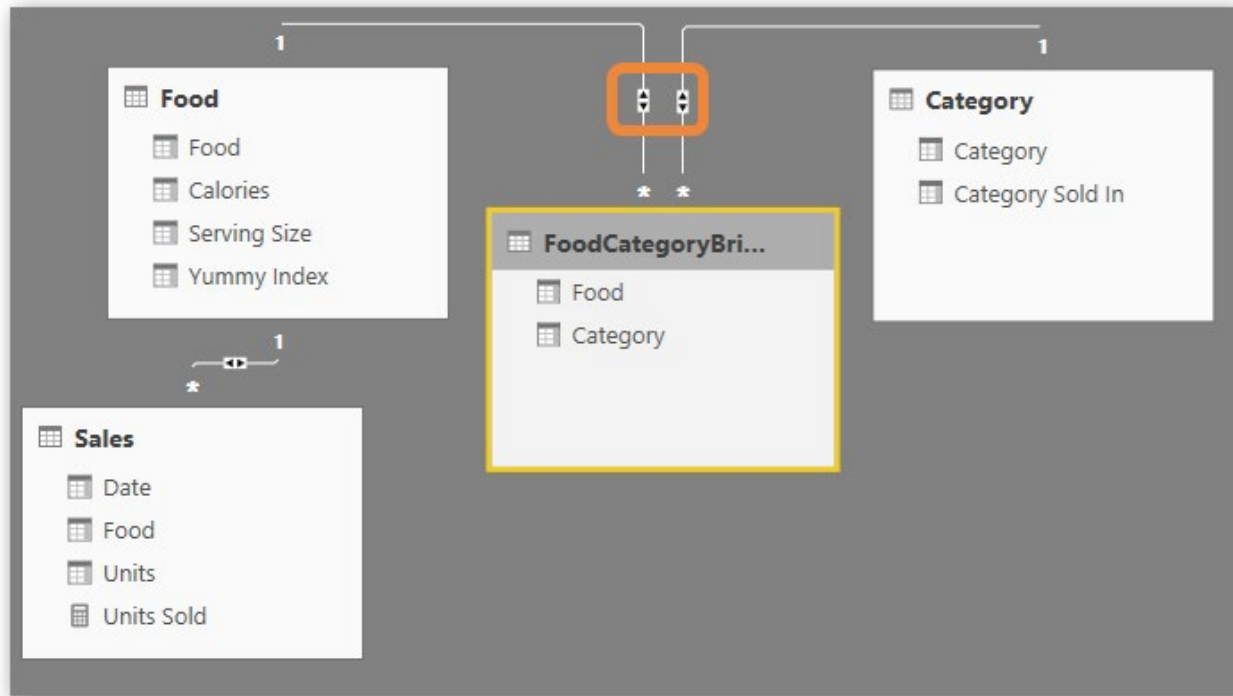 1
1
Food
Food
Calories
Serving Size
Yummy Index
Category
Category
Category Sold In
* *
FoodCategoryBri...
Food
Category
1
*
Sales
Date
Food
Units
Units Sold